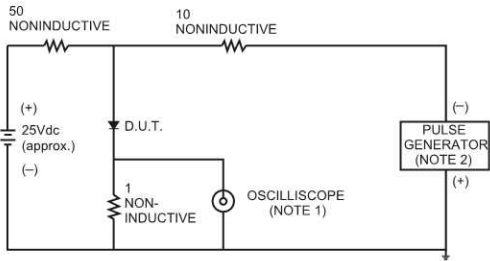 50
NONINDUCTIVE
10
NONINDUCTIVE
(+)
25Vdc
(approx.)
(–)
D.U.T.
1
NON-
INDUCTIVE
OSCILLISCOPE
(NOTE 1)
(–)
PULSE
GENERATOR
(NOTE 2)
(+)